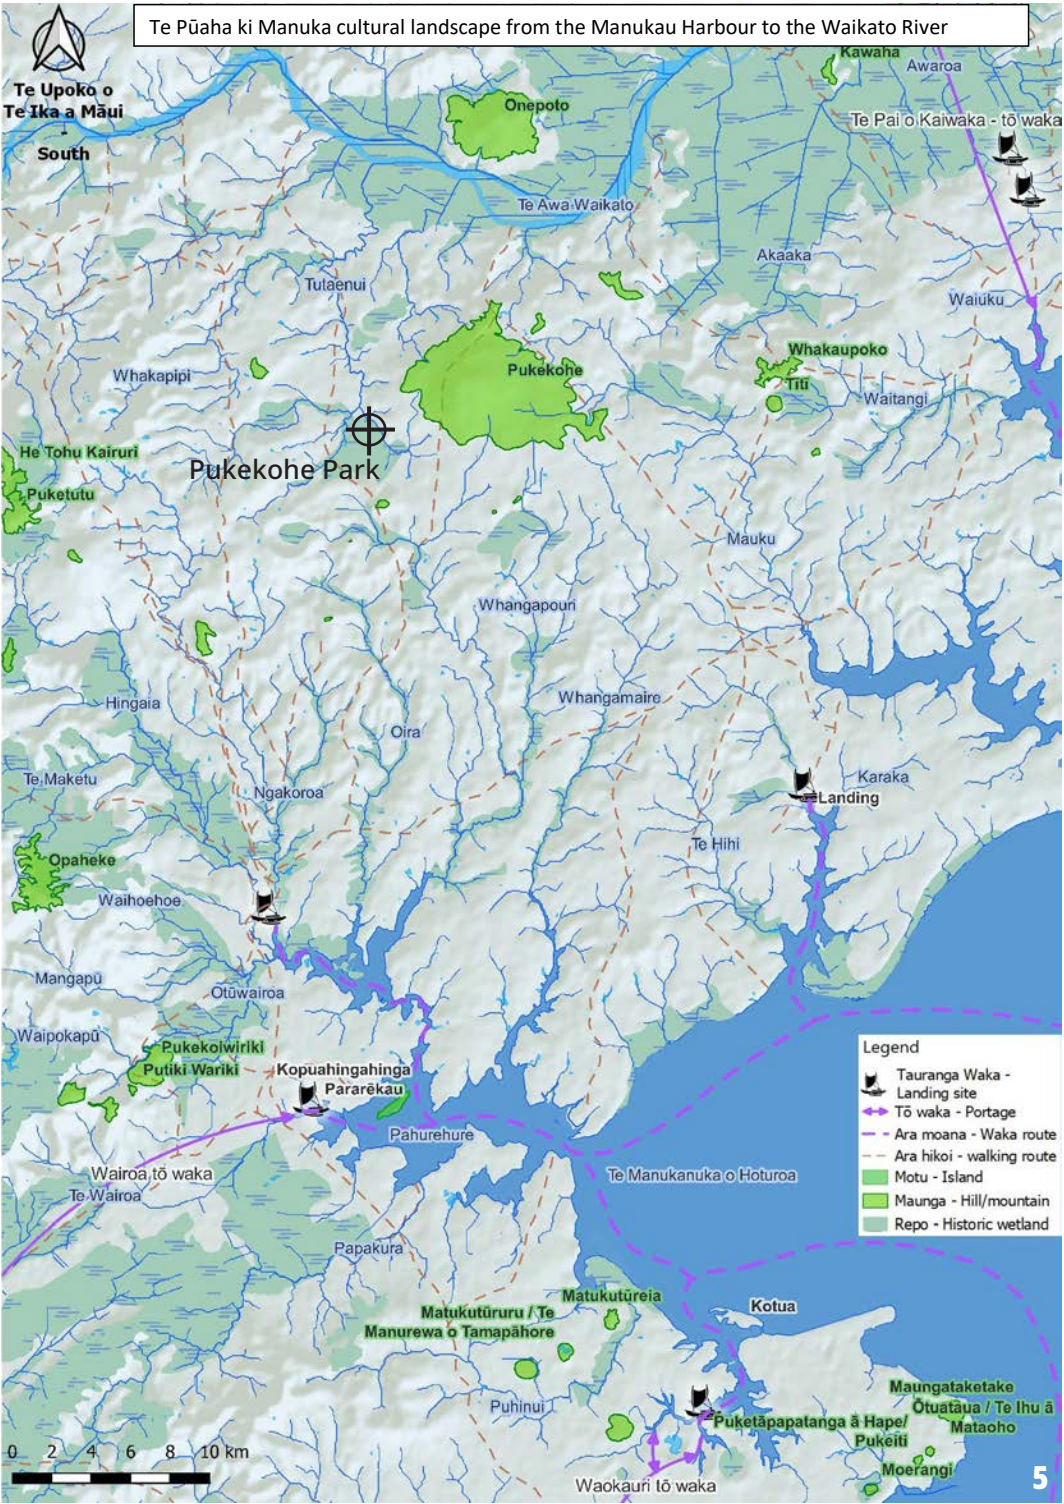 Te Pūaha ki Manuka cultural landscape from the Manukau Harbour to the Waikato River
Te Upoko o
Te Ika a Māui
-
South
Kawaha
Awaroa
Onepoto
Te Pai o Kaiwaka - tō waka
Te Awa Waikato
Akaaka
Tutaenui
Waiuku
Whakaupoko
Pukekohe
Whakapipi
Titi
Waitangi
He Tohu Kairuri
Pukekohe Park
Puketutu
Mauku
Whangapouri
Whangamaire
Hingaia
Oira
Te Maketu
Ngakoroa
Karaka
Landing
Te Hihi
Opaheke
Waihoehoe
Mangapū
Otūwairoa
Waipokapū
Pukekoiwiriki
Putiki Wariki
Kopuahingahinga
Pararēkau
Pahurehure
Legend
Tauranga Waka -
Landing site
Tō waka - Portage
Ara moana - Waka route
Ara hikoi - walking route
Motu - Island
Maunga - Hill/mountain
Repo - Historic wetland
Wairoa tō waka
Te Wairoa
Te Manukanuka o Hoturoa
Papakura
Matukutūreia
Kotua
Matukutūruru / Te
Manurewa o Tamapāhore
Maungataketake
Ōtuataua / Te Ihu ā
Mataoho
Puhinui
Puketāpapatanga ā Hape/
Pukeiti
Moerangi
0 2 4 6 8 10 km
Waokauri tō waka
5